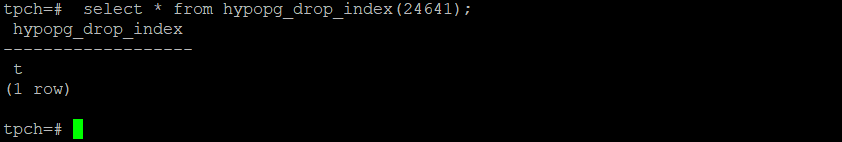 tpch=#  select * from hypopg_drop_index(24641);
 hypopg_drop_index
-------------------
 t
(1 row)

tpch=#